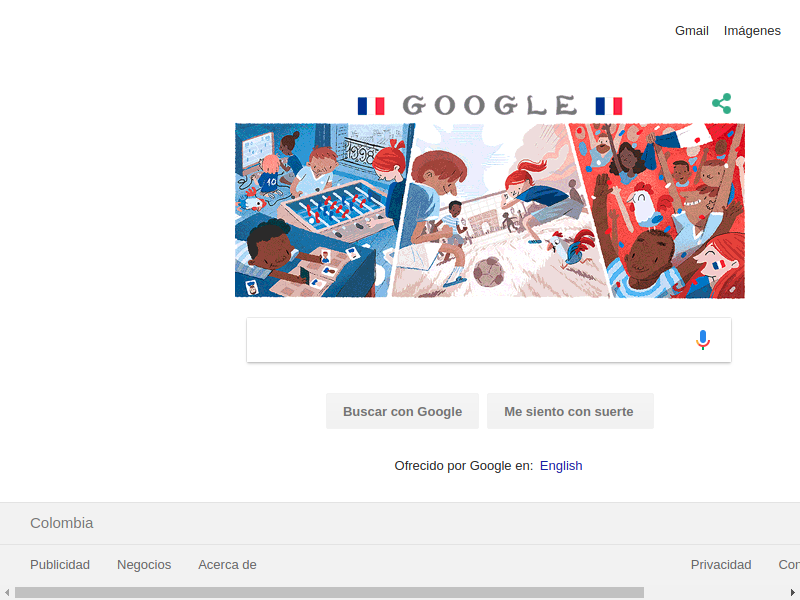 Gmail Imágenes
GOOGLE
1998
10
Buscar con Google Me siento con suerte
Ofrecido por Google en: English
Colombia
Publicidad Negocios Acerca de Privacidad